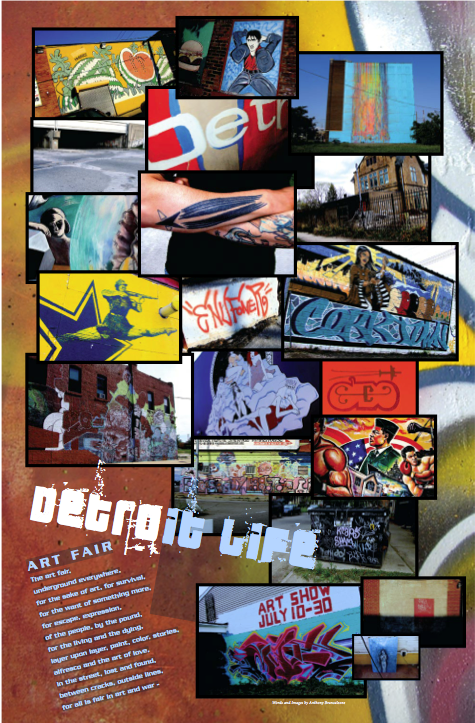 Detr
ENUFONERO
CORKTOWN
Detroit Life
ART FAIR
The art fair,
underground everywhere,
for the sake of art, for survival,
for the want of something more,
for escape, expression,
of the people, by the pound,
for the living and the dying,
layer upon layer, paint, color, stories,
alfresco and the art of love,
in the street, lost and found,
between cracks, outside lines,
for all is fair in art and war -
ART SHOW
JULY 10-30
Words and Images by Anthony